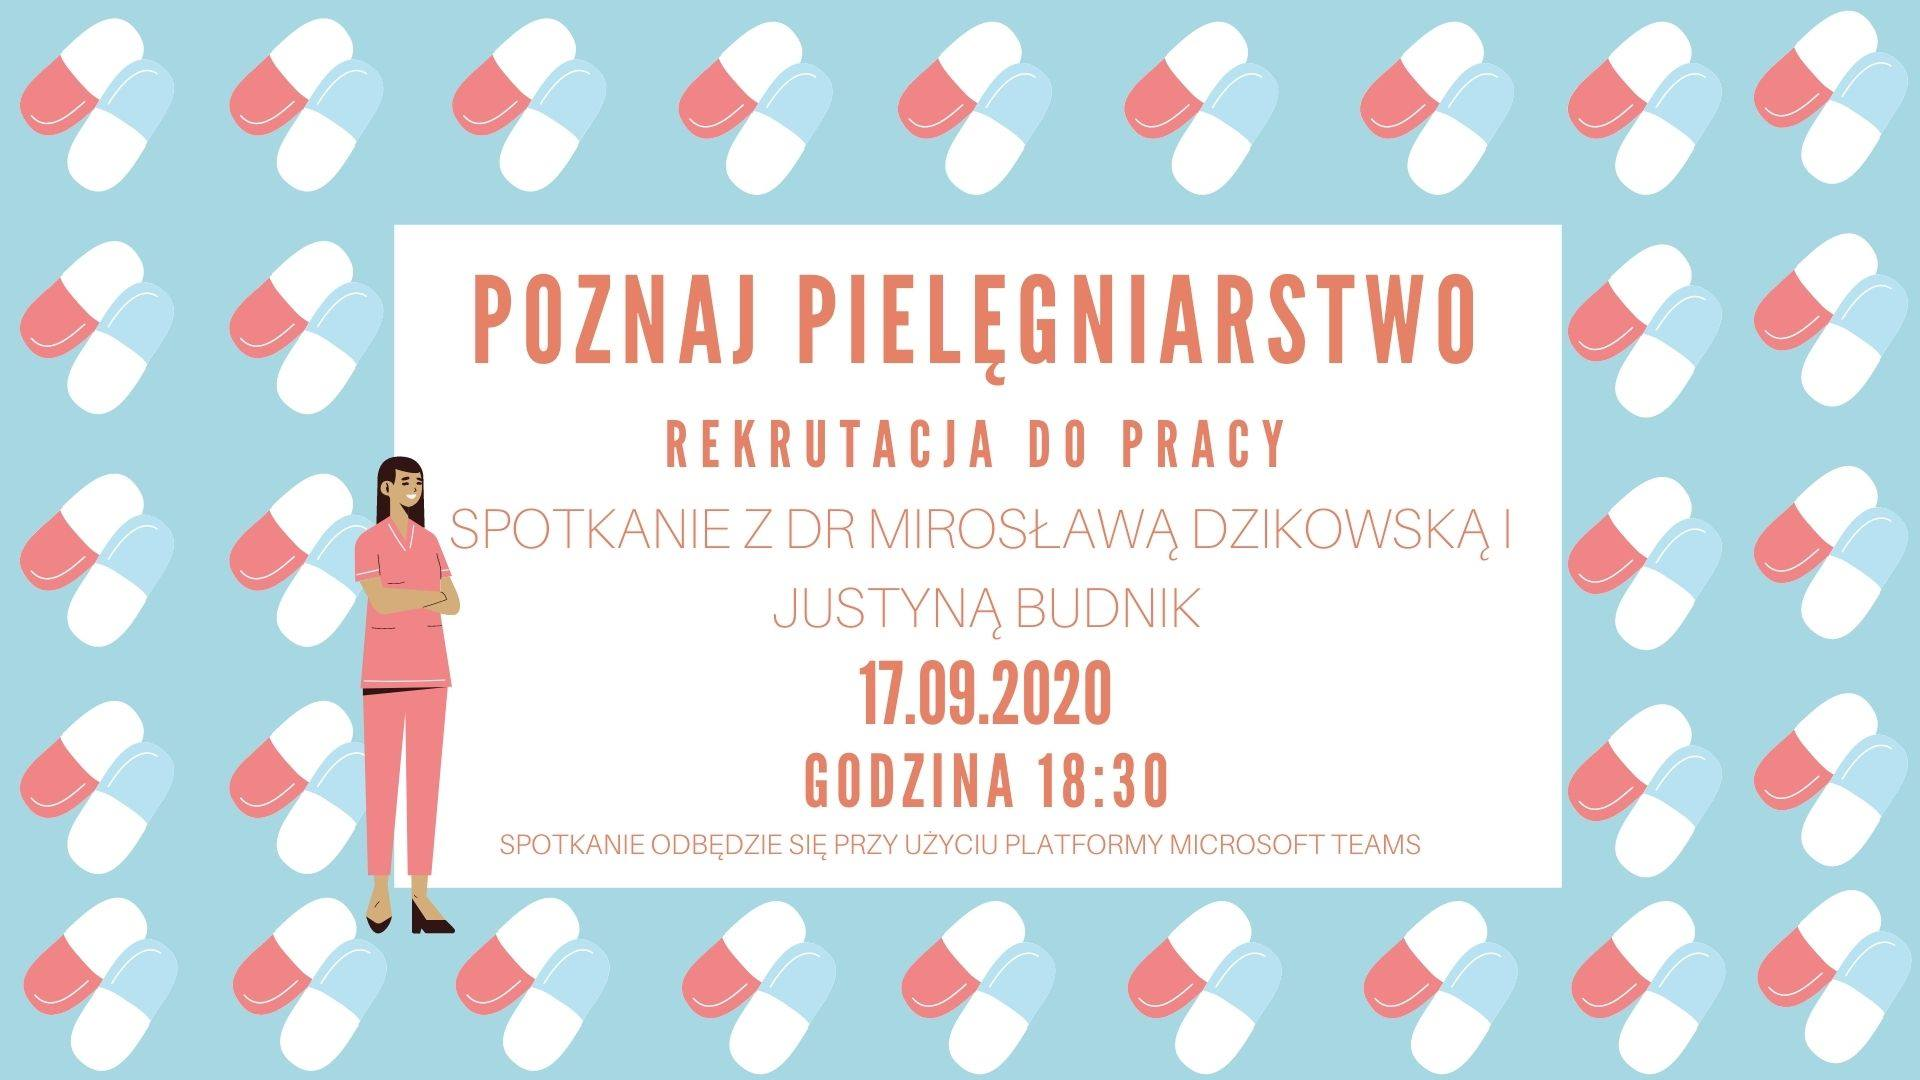 POZNAJ PIELĘGNIARSTWO
REKRUTACJA DO PRACY
SPOTKANIE Z DR MIROSŁAWĄ DZIKOWSKĄ I
JUSTYNĄ BUDNIK
17.09.2020
GODZINA 18:30
SPOTKANIE ODBĘDZIE SIĘ PRZY UŻYCIU PLATFORMY MICROSOFT TEAMS